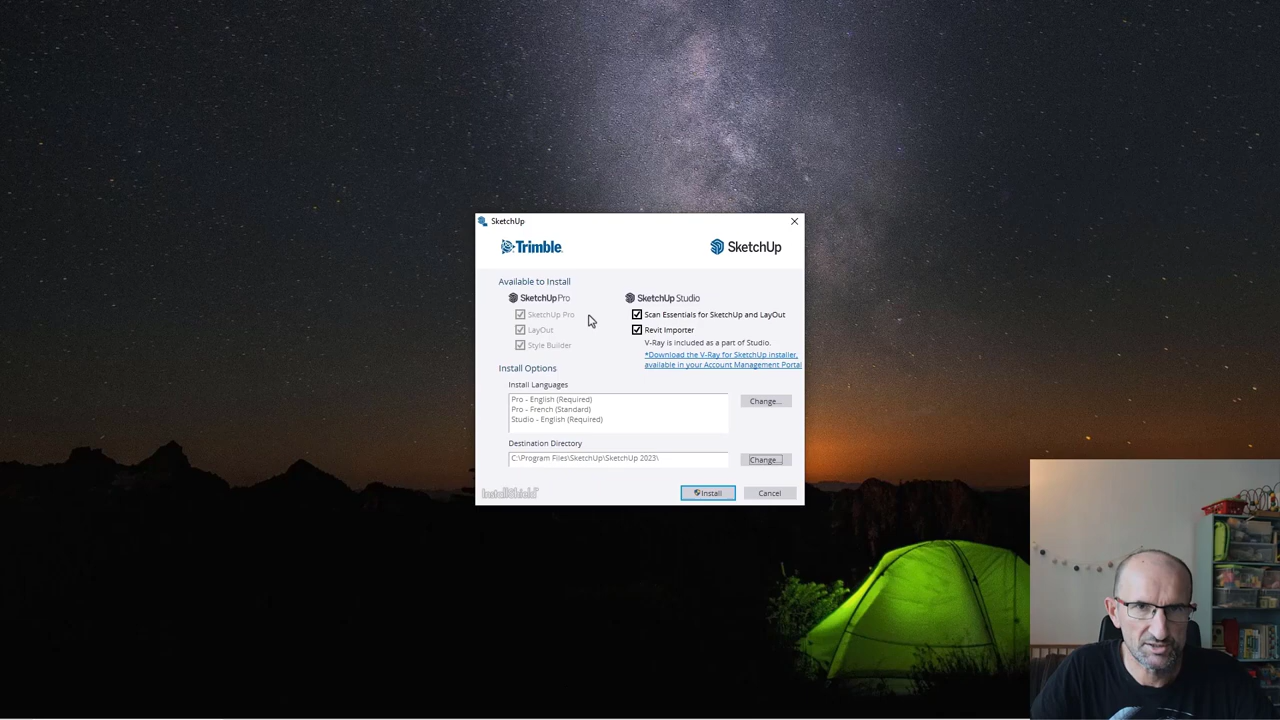 SketchUp
Trimble
SketchUp
Available to Install
SketchUp Pro
SketchUp Pro
LayOut
Style Builder
SketchUp Studio
Scan Essentials for SketchUp and LayOut
Revit Importer
V-Ray is included as a part of Studio.
*Download the V-Ray for SketchUp installer,
available in your Account Management Portal
Install Options
Install Languages
Pro - English (Required)
Pro - French (Standard)
Studio - English (Required)
Change...
Destination Directory
C:\Program Files\SketchUp\SketchUp 2023\
Change...
InstallShield
Install
Cancel